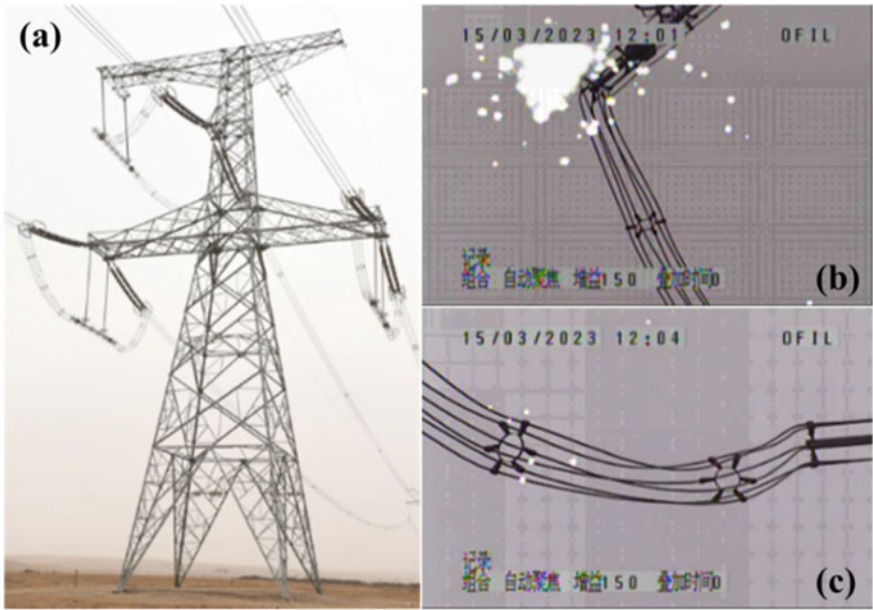 (a)
15/03/2023 12:01 OFIL
记录
组合 自动聚焦 增益150 叠加时间0
(b)
15/03/2023 12:04 OFIL
记录
组合 自动聚焦 增益150 叠加时间0
(c)